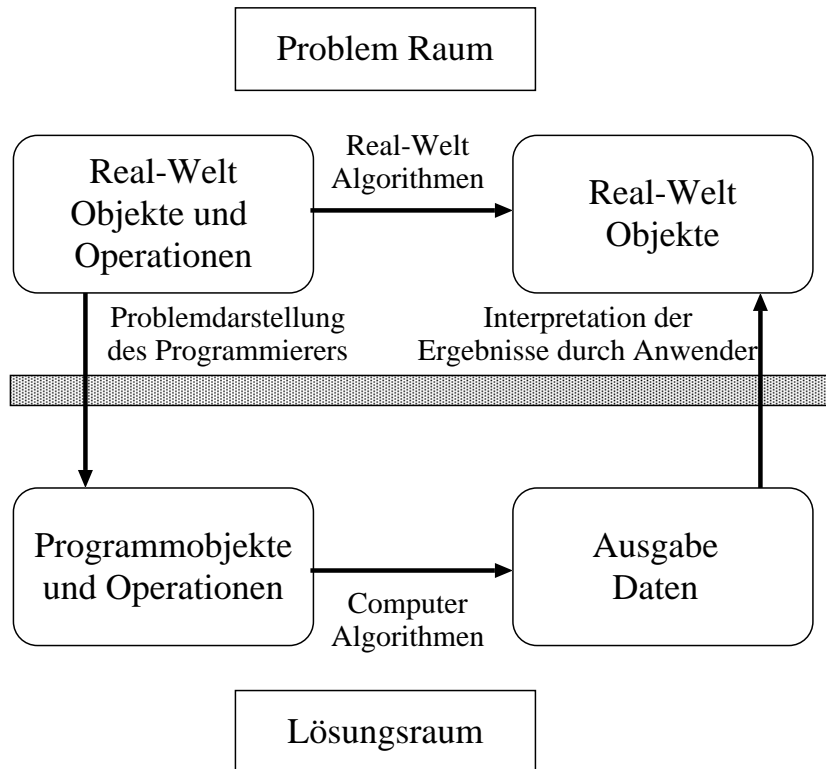 Problem Raum
Real-Welt
Objekte und
Operationen
Real-Welt
Algorithmen
Real-Welt
Objekte
Problemdarstellung
des Programmierers
Interpretation der
Ergebnisse durch Anwender
Programmobjekte
und Operationen
Computer
Algorithmen
Ausgabe
Daten
Lösungsraum